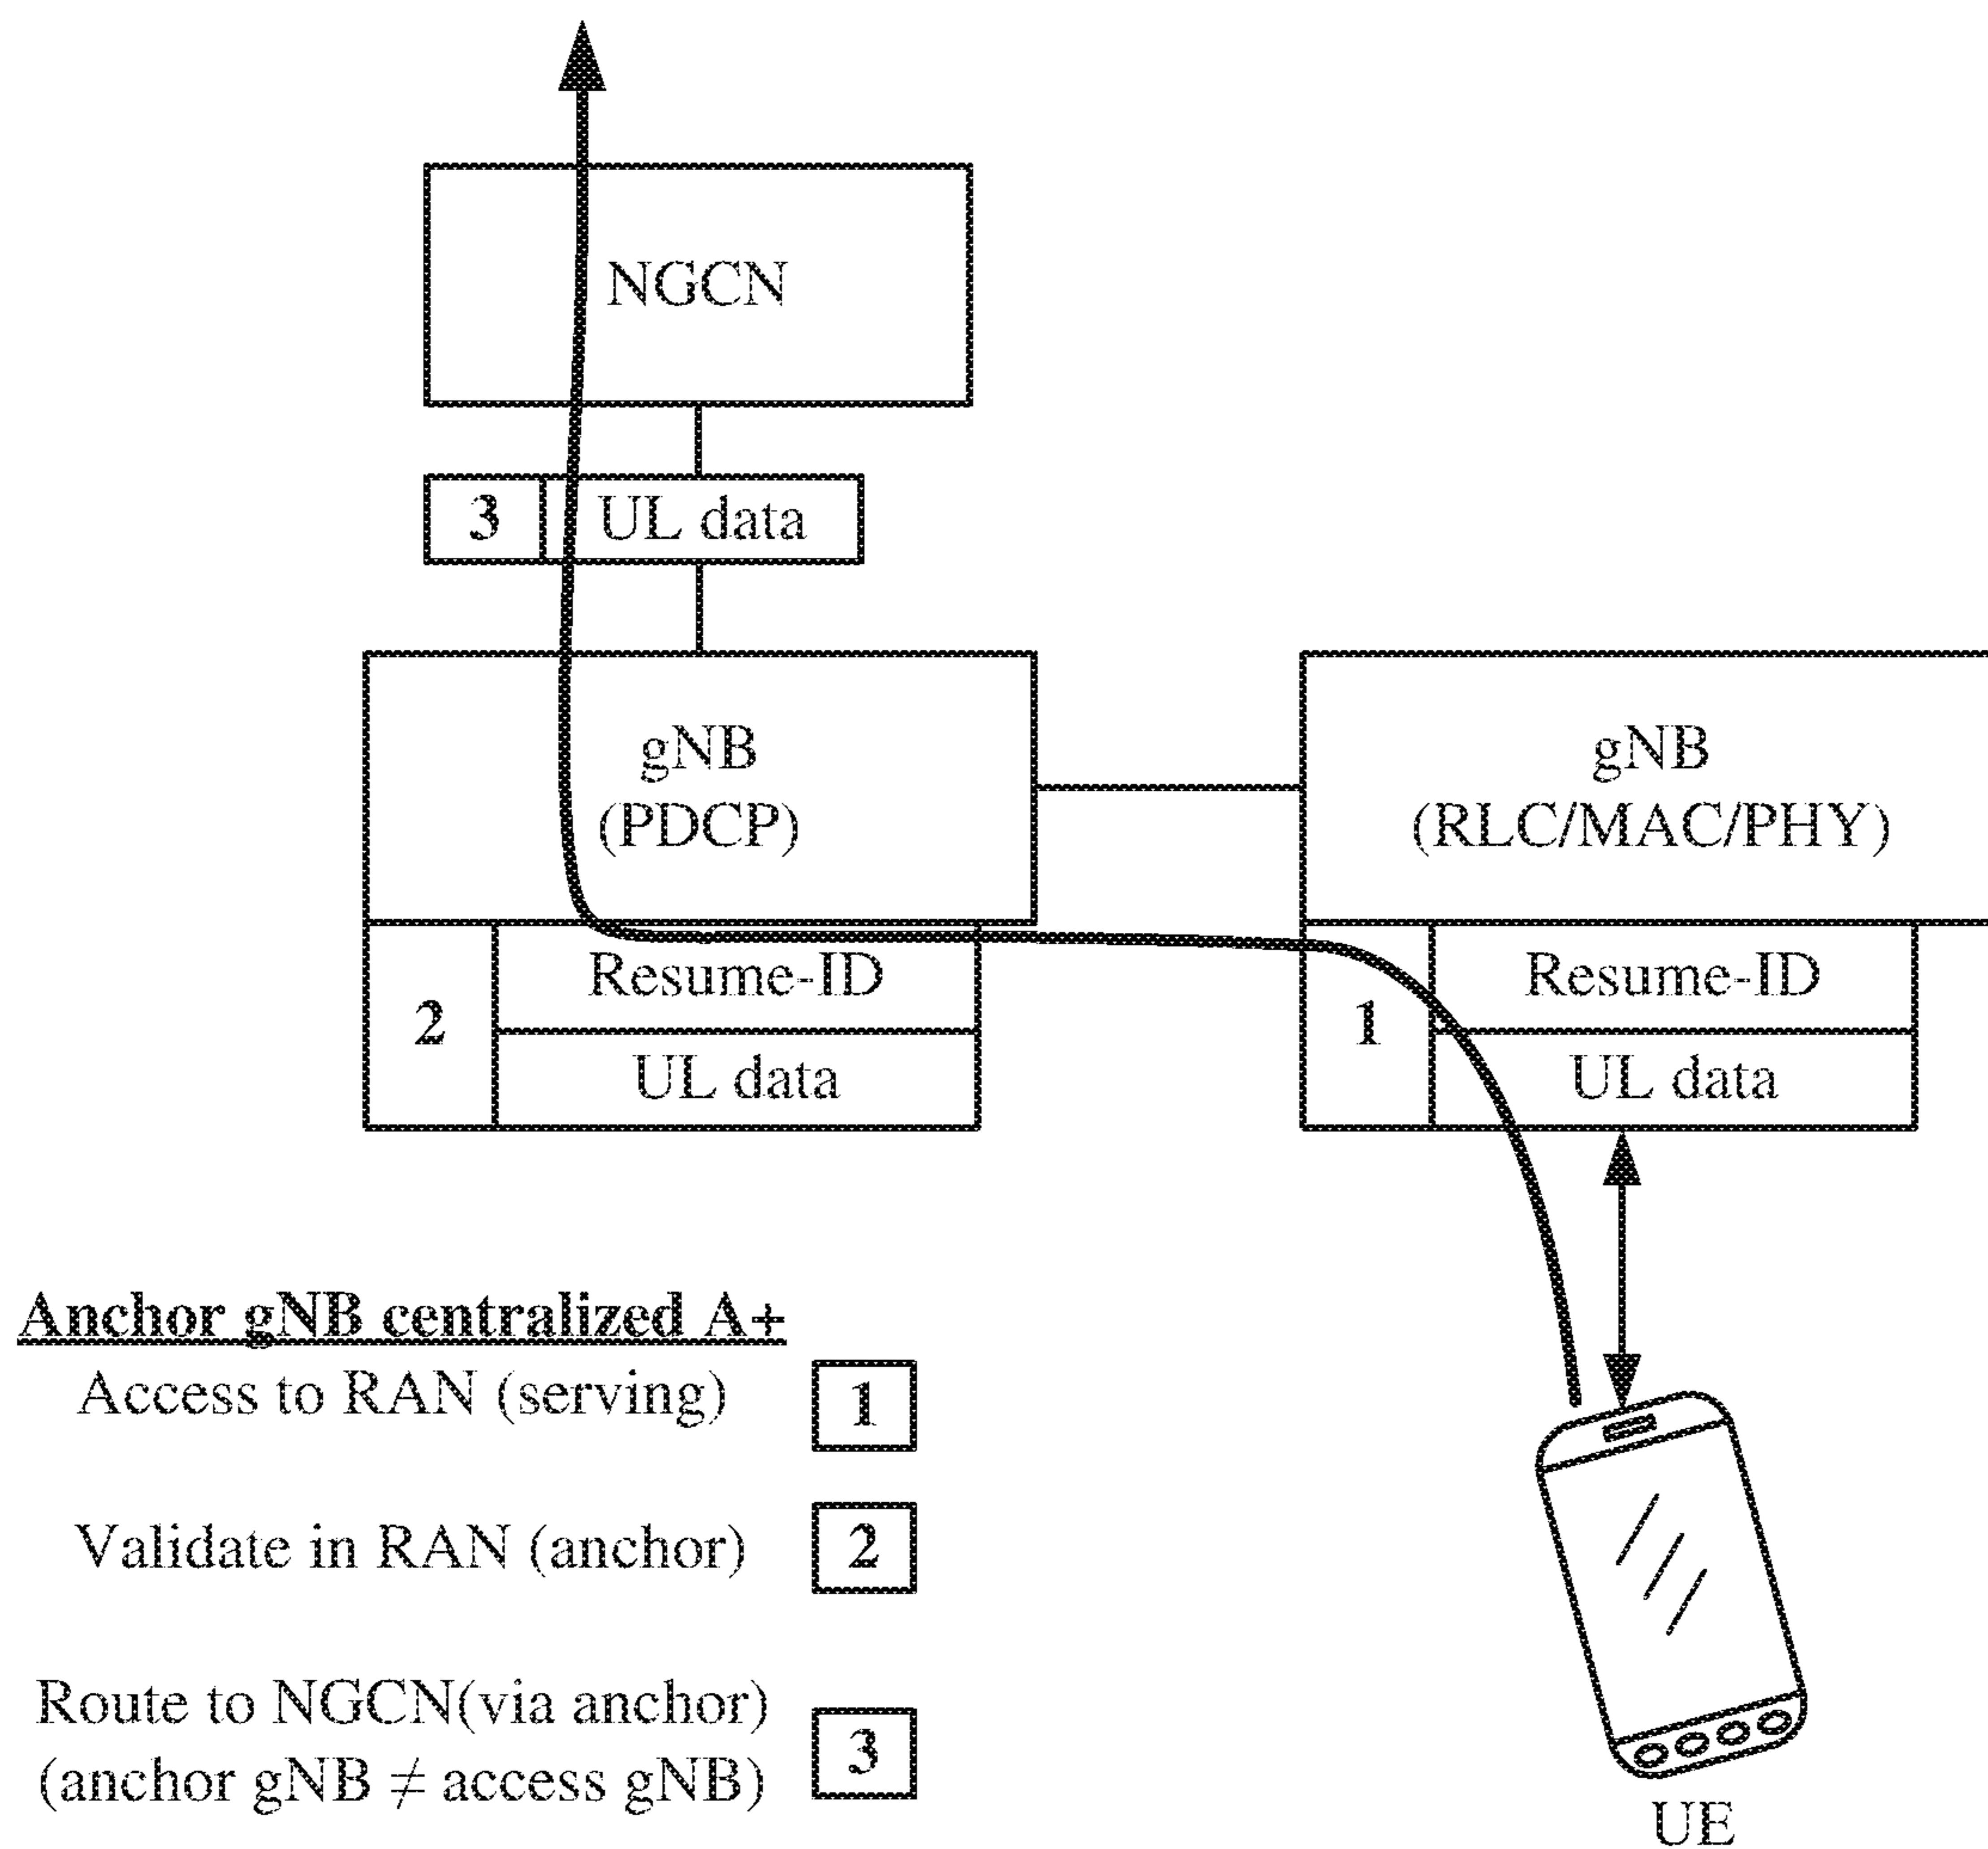 NGCN
3 UL data
gNB
(PDCP)
gNB
(RLC/MAC/PHY)
2
Resume-ID
UL data
1
Resume-ID
UL data
Anchor gNB centralized A+
Access to RAN (serving) 1
Validate in RAN (anchor) 2
Route to NGCN(via anchor)
(anchor gNB ≠ access gNB) 3
UE